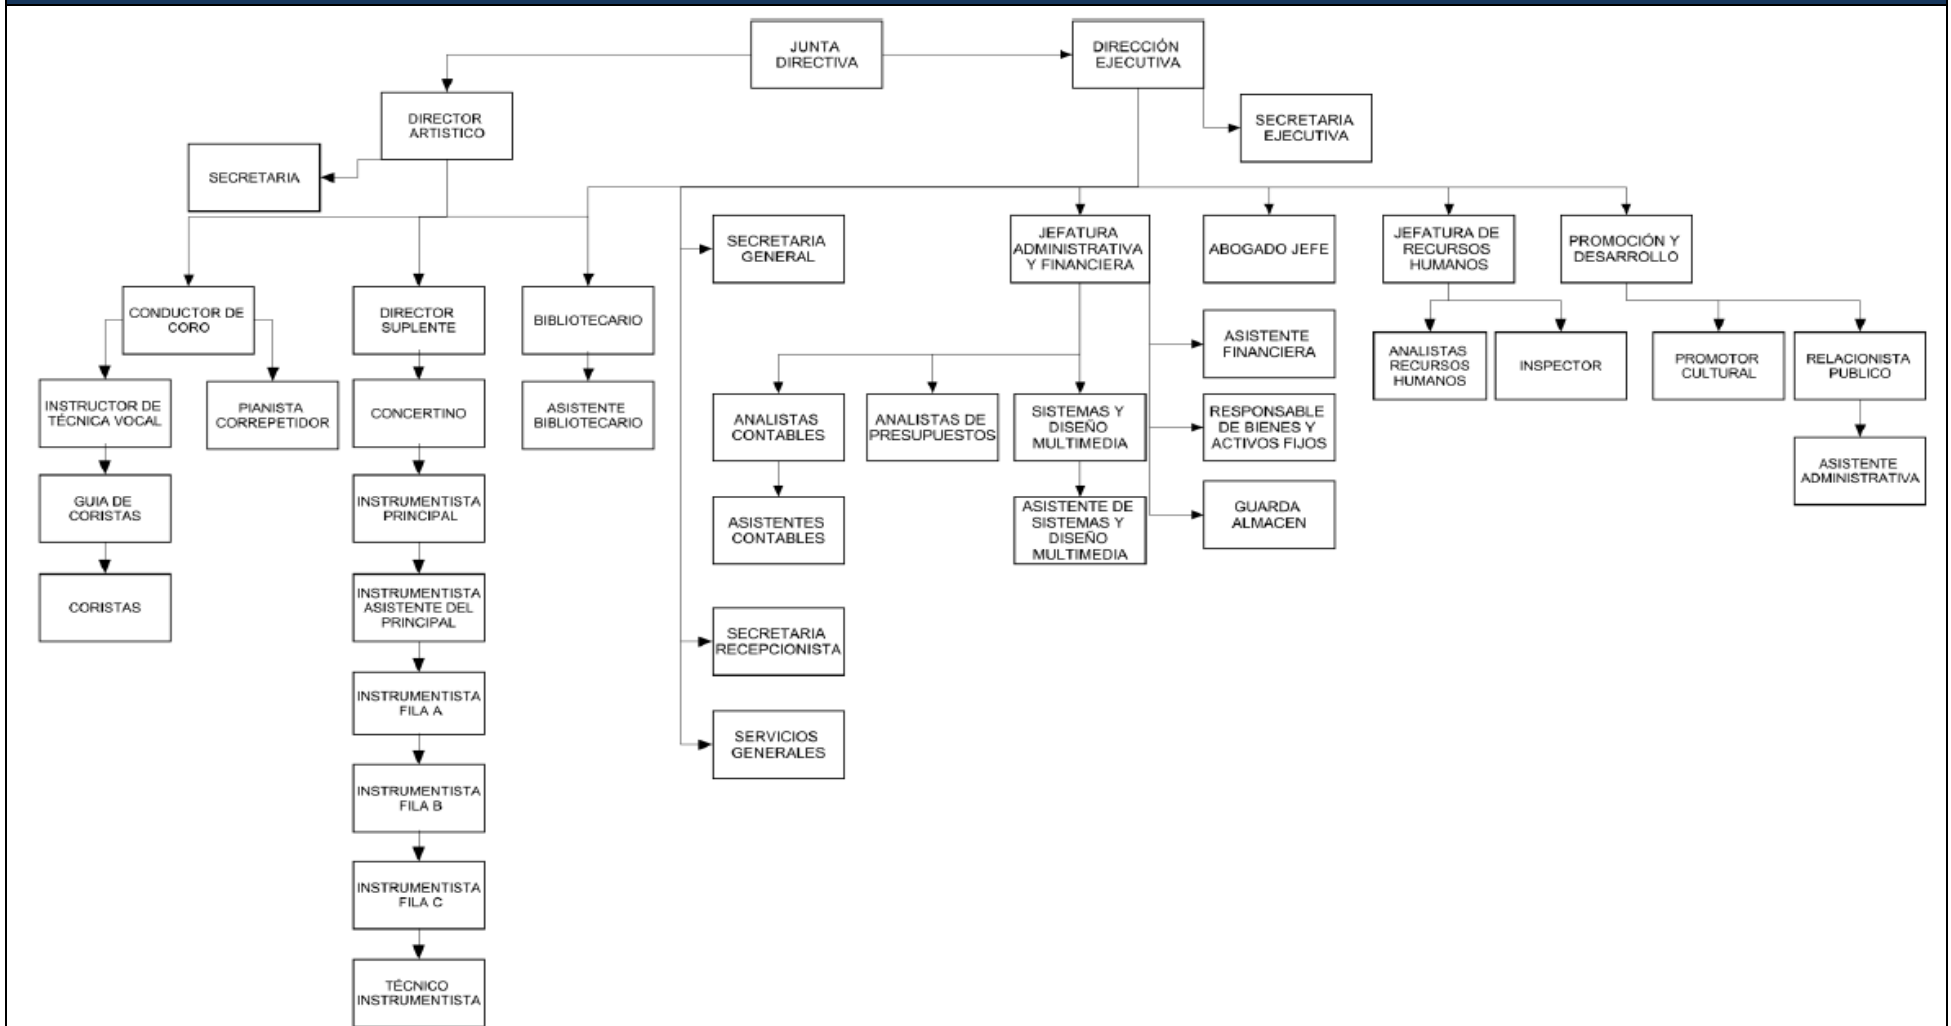 JUNTA
DIRECTIVA
DIRECCIÓN
EJECUTIVA
DIRECTOR
ARTISTICO
SECRETARIA
EJECUTIVA
SECRETARIA
SECRETARIA
GENERAL
JEFATURA
ADMINISTRATIVA
Y FINANCIERA
ABOGADO JEFE
JEFATURA DE
RECURSOS
HUMANOS
PROMOCIÓN Y
DESARROLLO
CONDUCTOR DE
CORO
DIRECTOR
SUPLENTE
BIBLIOTECARIO
ASISTENTE
FINANCIERA
ANALISTAS
RECURSOS
HUMANOS
INSPECTOR
PROMOTOR
CULTURAL
RELACIONISTA
PUBLICO
INSTRUCTOR DE
TÉCNICA VOCAL
PIANISTA
CORREPETIDOR
CONCERTINO
ASISTENTE
BIBLIOTECARIO
ANALISTAS
CONTABLES
ANALISTAS DE
PRESUPUESTOS
SISTEMAS Y
DISEÑO
MULTIMEDIA
RESPONSABLE
DE BIENES Y
ACTIVOS FIJOS
ASISTENTE
ADMINISTRATIVA
GUIA DE
CORISTAS
INSTRUMENTISTA
PRINCIPAL
ASISTENTES
CONTABLES
ASISTENTE DE
SISTEMAS Y
DISEÑO
MULTIMEDIA
GUARDA
ALMACEN
CORISTAS
INSTRUMENTISTA
ASISTENTE DEL
PRINCIPAL
SECRETARIA
RECEPCIONISTA
INSTRUMENTISTA
FILA A
SERVICIOS
GENERALES
INSTRUMENTISTA
FILA B
INSTRUMENTISTA
FILA C
TÉCNICO
INSTRUMENTISTA